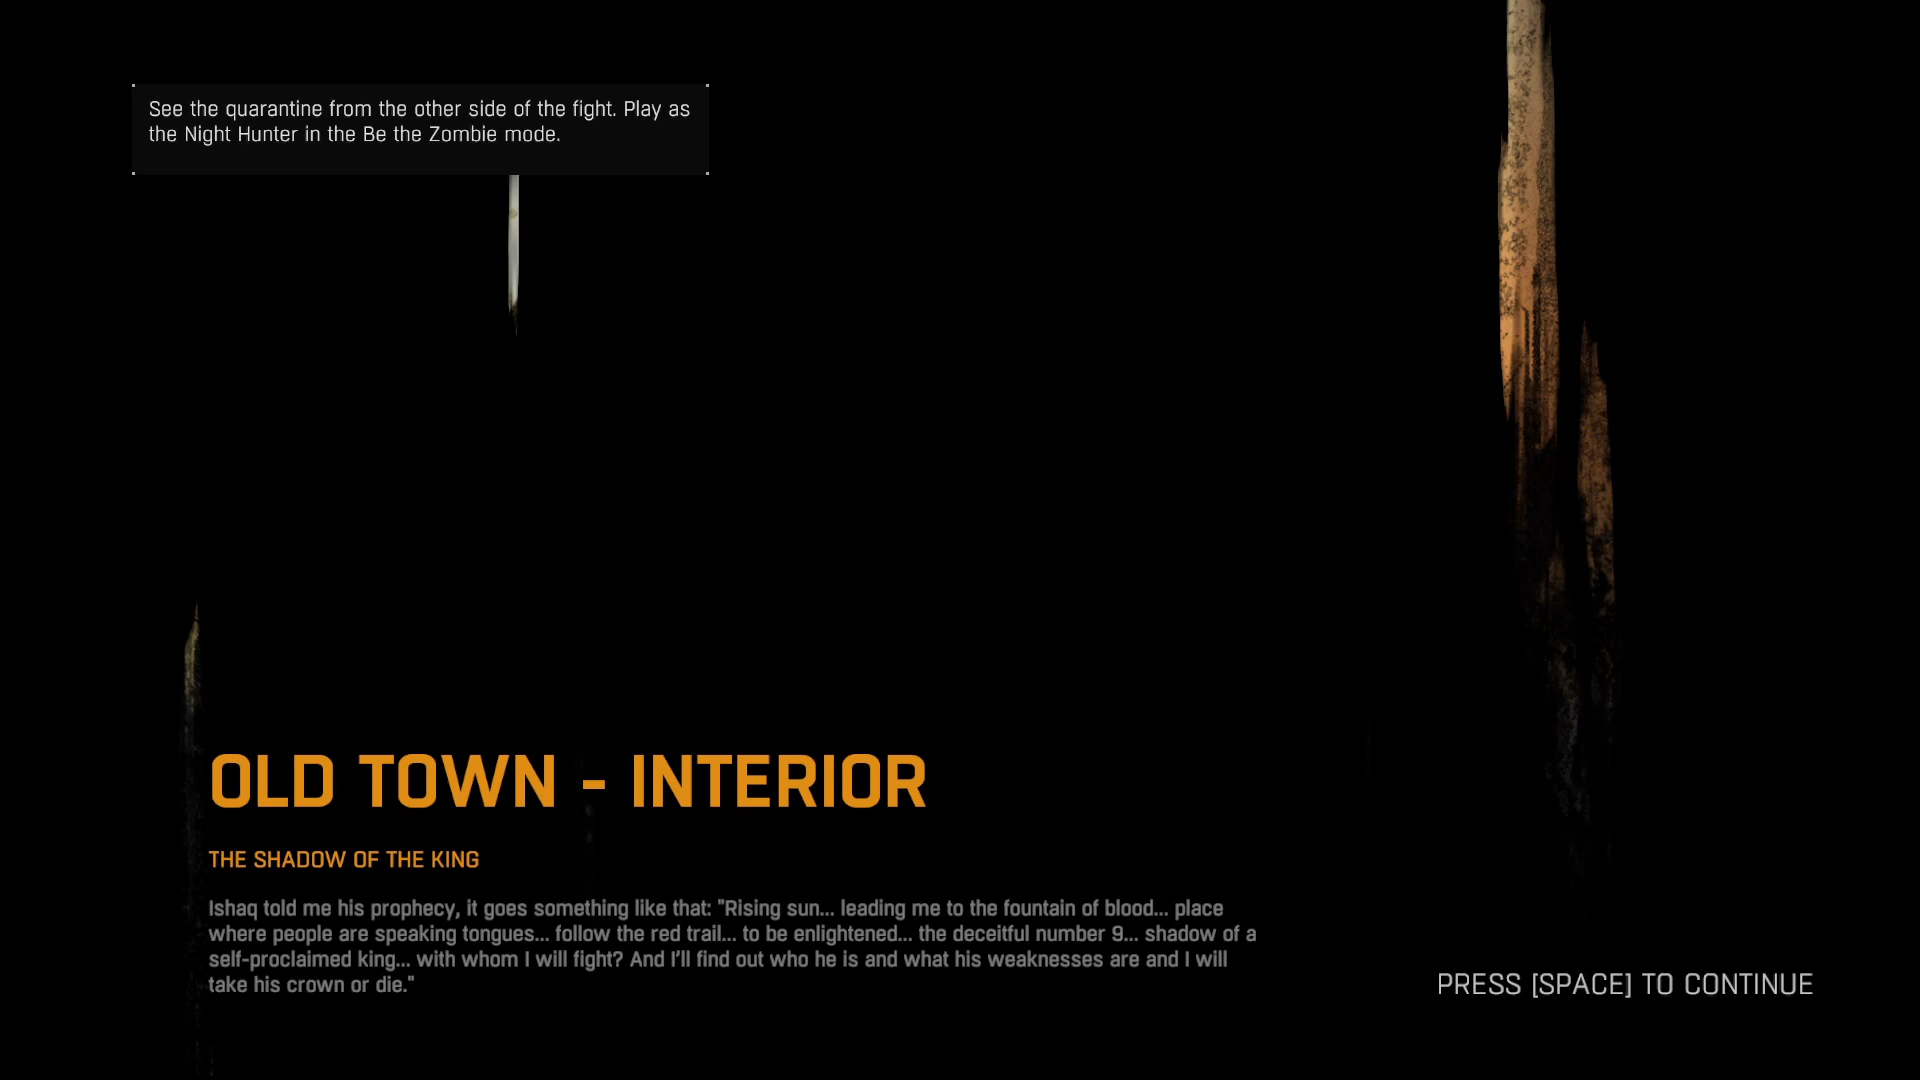 See the quarantine from the other side of the fight. Play as
the Night Hunter in the Be the Zombie mode.
OLD TOWN - INTERIOR
THE SHADOW OF THE KING
Ishaq told me his prophecy, it goes something like that: "Rising sun... leading me to the fountain of blood... place
where people are speaking tongues... follow the red trail... to be enlightened... the deceitful number 9... shadow of a
self-proclaimed king... with whom I will fight? And I'll find out who he is and what his weaknesses are and I will
take his crown or die."
PRESS [SPACE] TO CONTINUE